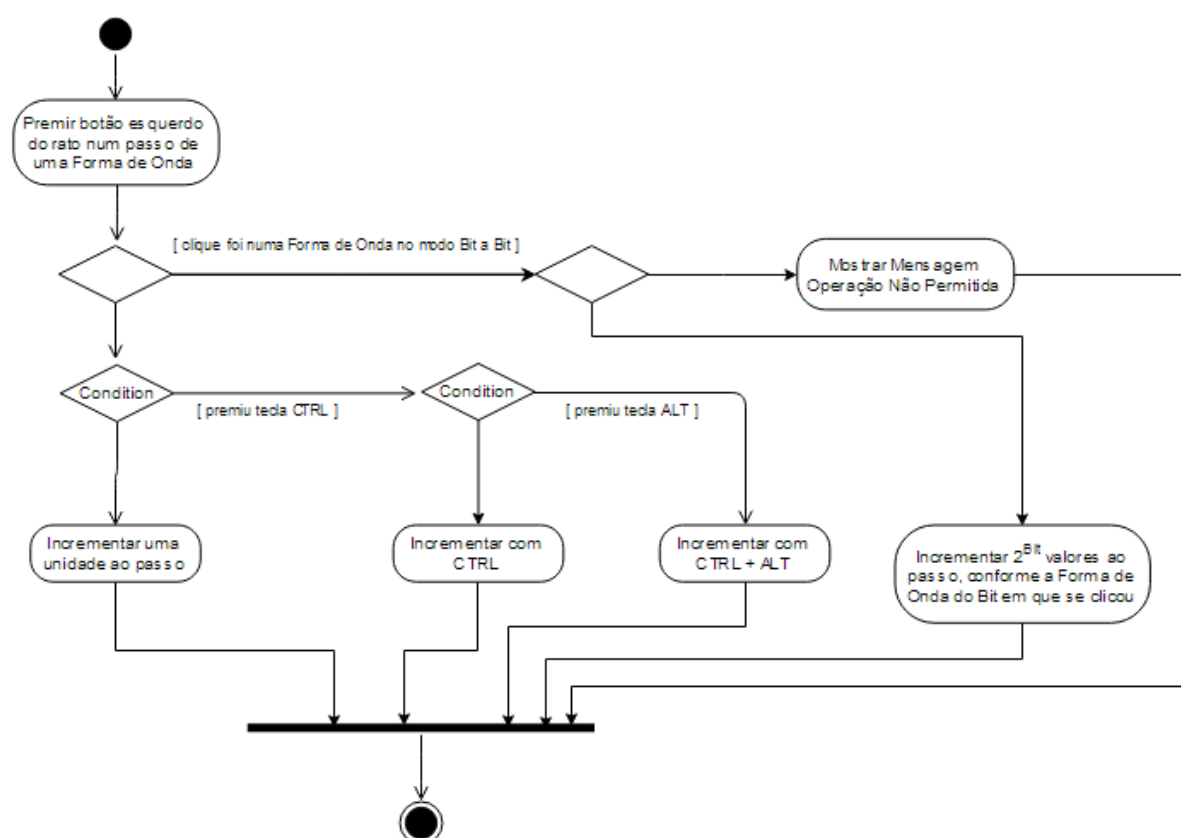 Premir botão esquerdo
do rato num passo de
uma Forma de Onda
[ clique foi numa Forma de Onda no modo Bit a Bit ]
Mostrar Mensagem
Operação Não Permitida
Condition
[ premiu tecla CTRL ]
Condition
[ premiu tecla ALT ]
Incrementar uma
unidade ao passo
Incrementar com
CTRL
Incrementar com
CTRL + ALT
Incrementar 2^Bit valores ao
passo, conforme a Forma de
Onda do Bit em que se clicou